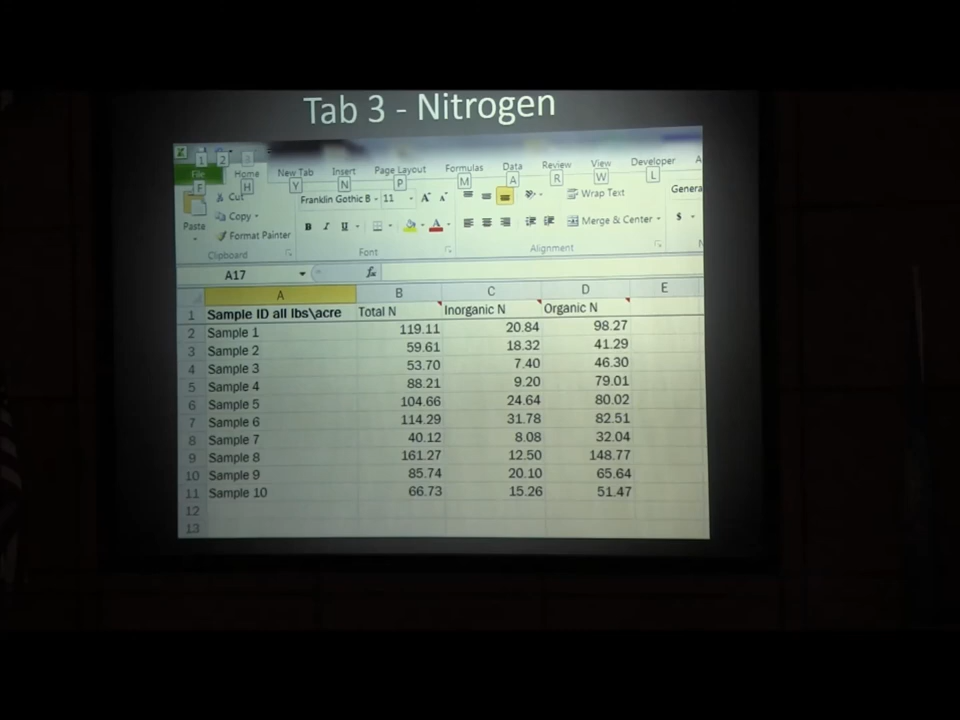 Tab 3 - Nitrogen
1 2 3
File Home New Tab Insert Page Layout Formulas Data Review View Developer A
F H Y N P M A R W L
Cut
Copy
Format Painter
Paste
Clipboard
Franklin Gothic B 11 A A
B I U A
Font
Wrap Text
Merge & Center
Alignment
Genera
$
A17 fx
A B C D E
1 Sample ID all lbs\acre Total N Inorganic N Organic N
2 Sample 1 119.11 20.84 98.27
3 Sample 2 59.61 18.32 41.29
4 Sample 3 53.70 7.40 46.30
5 Sample 4 88.21 9.20 79.01
6 Sample 5 104.66 24.64 80.02
7 Sample 6 114.29 31.78 82.51
8 Sample 7 40.12 8.08 32.04
9 Sample 8 161.27 12.50 148.77
10 Sample 9 85.74 20.10 65.64
11 Sample 10 66.73 15.26 51.47
12
13